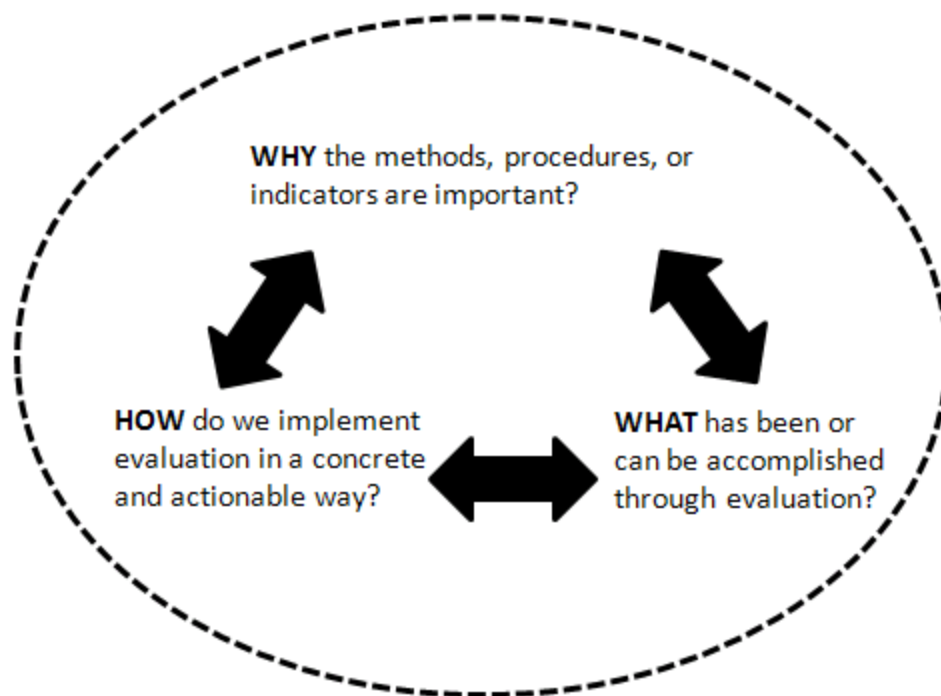 WHY the methods, procedures, or
indicators are important?
HOW do we implement
evaluation in a concrete
and actionable way?
WHAT has been or
can be accomplished
through evaluation?